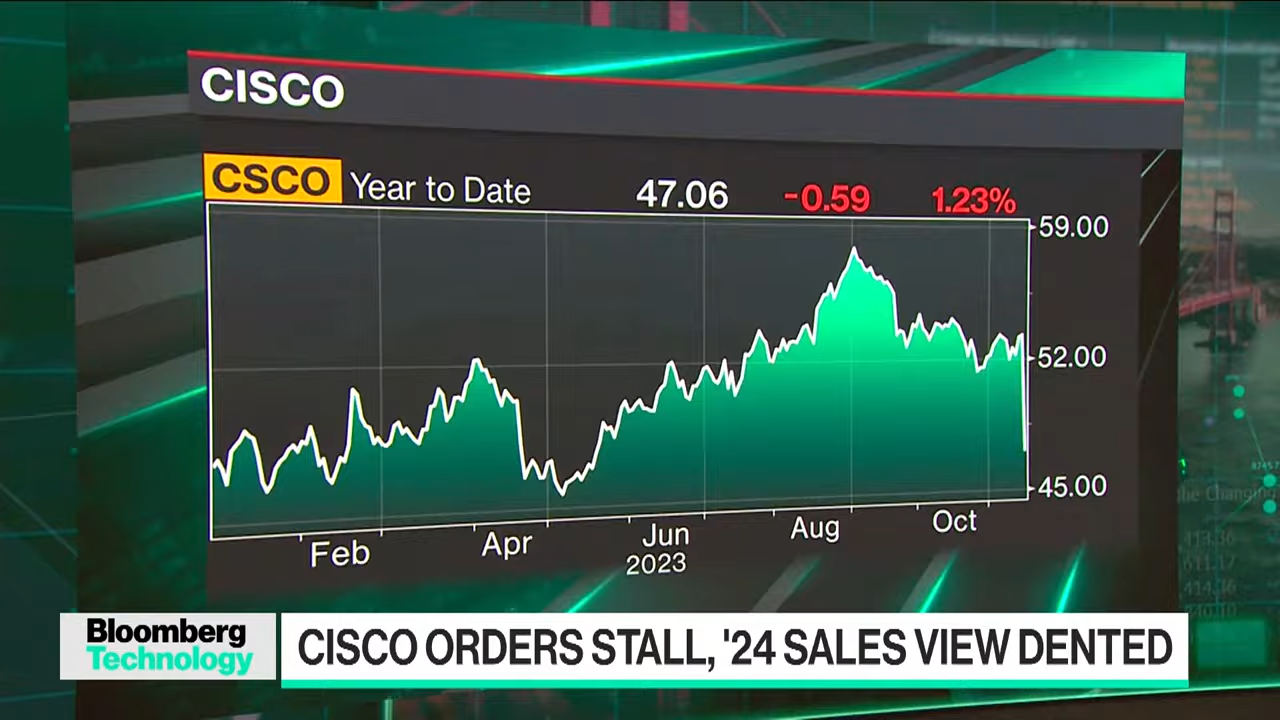 CISCO
CSCO Year to Date 47.06 -0.59 1.23%
59.00
52.00
45.00
Feb Apr Jun Aug Oct
2023
Bloomberg
Technology
CISCO ORDERS STALL, '24 SALES VIEW DENTED